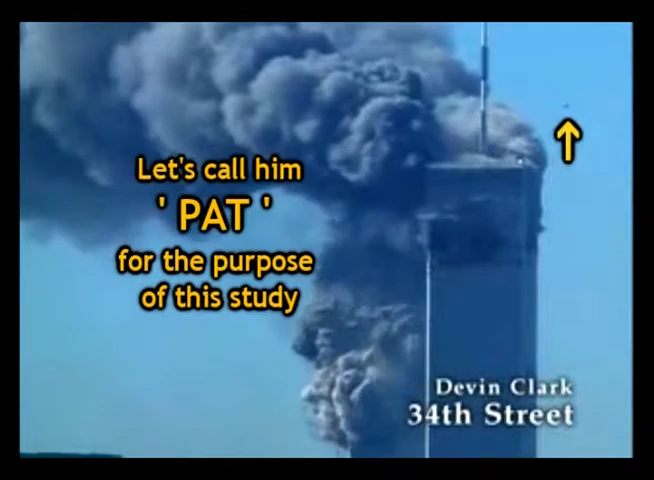 Let's call him
' PAT '
for the purpose
of this study
Devin Clark
34th Street